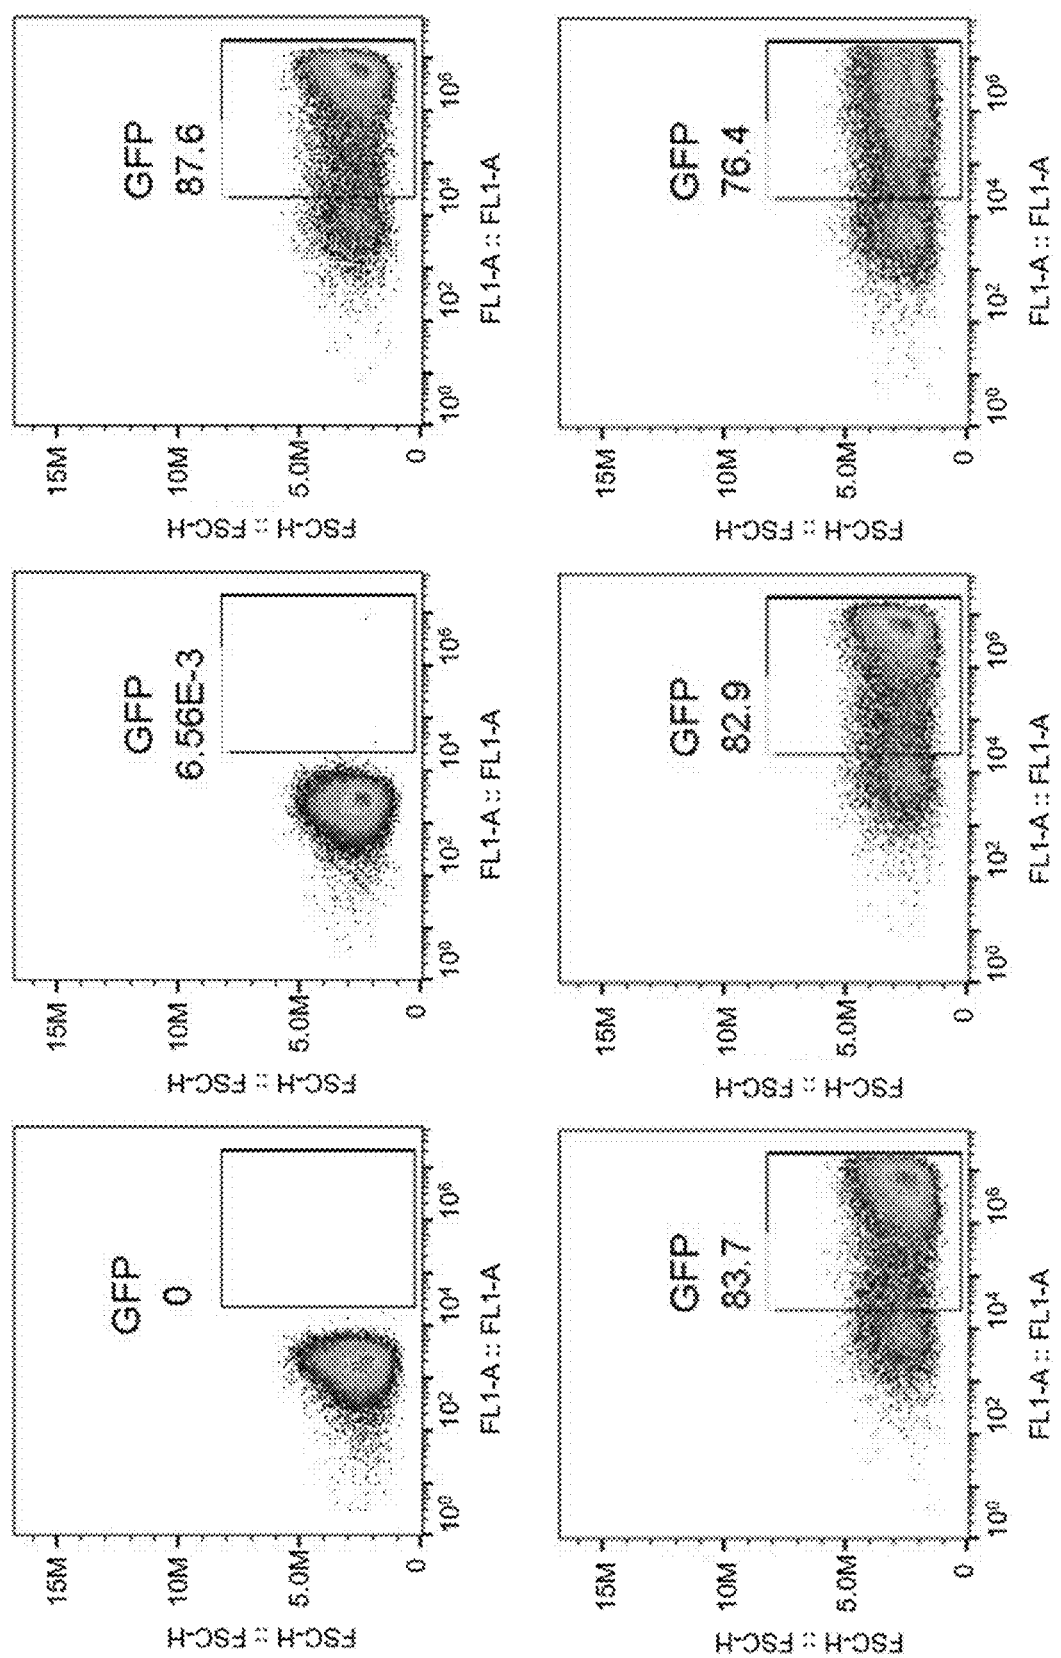 GFP
0
15M
10M
5.0M
0
FSC-H :: FSC-H
10⁰
10²
10⁴
10⁶
FL1-A :: FL1-A
GFP
6.56E-3
15M
10M
5.0M
0
FSC-H :: FSC-H
10⁰
10²
10⁴
10⁶
FL1-A :: FL1-A
GFP
87.6
15M
10M
5.0M
0
FSC-H :: FSC-H
10⁰
10²
10⁴
10⁶
FL1-A :: FL1-A
GFP
83.7
15M
10M
5.0M
0
FSC-H :: FSC-H
10⁰
10²
10⁴
10⁶
FL1-A :: FL1-A
GFP
82.9
15M
10M
5.0M
0
FSC-H :: FSC-H
10⁰
10²
10⁴
10⁶
FL1-A :: FL1-A
GFP
76.4
15M
10M
5.0M
0
FSC-H :: FSC-H
10⁰
10²
10⁴
10⁶
FL1-A :: FL1-A